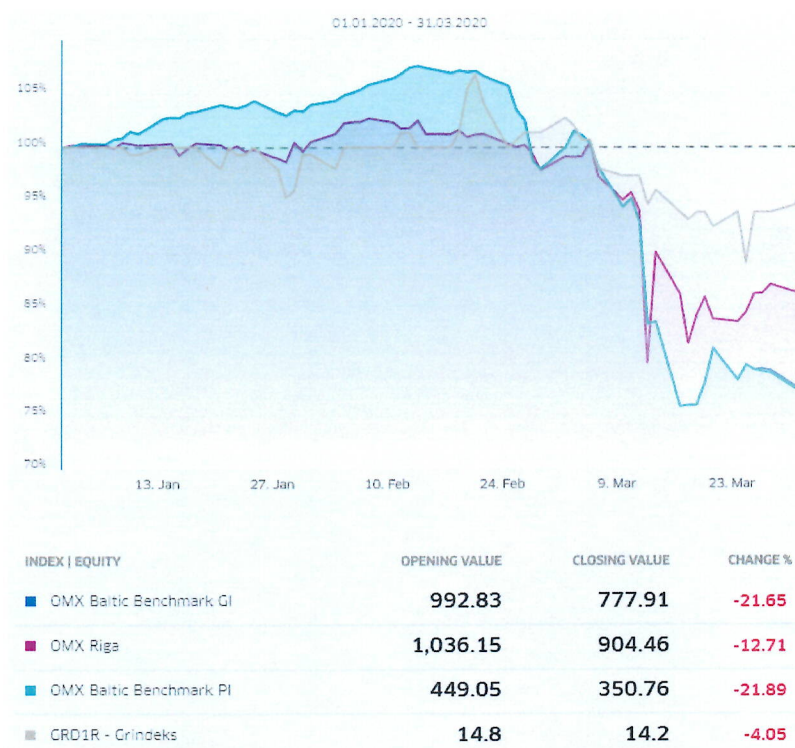 01.01.2020 - 31.03.2020
105%
100%
95%
90%
85%
80%
75%
70%
13. Jan 27. Jan 10. Feb 24. Feb 9. Mar 23. Mar
INDEX | EQUITY OPENING VALUE CLOSING VALUE CHANGE %
OMX Baltic Benchmark GI 992.83 777.91 -21.65
OMX Riga 1,036.15 904.46 -12.71
OMX Baltic Benchmark PI 449.05 350.76 -21.89
CRD1R - Grindeks 14.8 14.2 -4.05